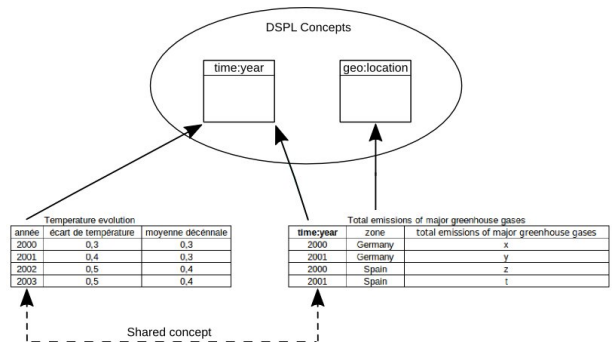 DSPL Concepts
time:year
geo:location
Temperature evolution
année écart de température moyenne décénnale
2000 0,3 0,3
2001 0,4 0,3
2002 0,5 0,4
2003 0,5 0,4
Total emissions of major greenhouse gases
time:year zone total emissions of major greenhouse gases
2000 Germany x
2001 Germany y
2000 Spain z
2001 Spain t
Shared concept